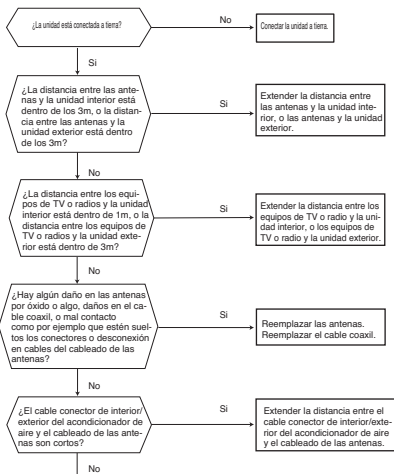 ¿La unidad está conectada a tierra?
No
Conectar la unidad a tierra.
Si
¿La distancia entre las ante-
nas y la unidad interior está
dentro de los 3m, o la distan-
cia entre las antenas y la
unidad exterior está dentro
de los 3m?
Si
Extender la distancia entre
las antenas y la unidad inte-
rior, o las antenas y la unidad
exterior.
No
¿La distancia entre los equi-
pos de TV o radios y la unidad
interior está dentro de 1m, o la
distancia entre los equipos de
TV o radios y la unidad exte-
rior está dentro de 3m?
Si
Extender la distancia entre los
equipos de TV o radio y la uni-
dad interior, o los equipos de
TV o radio y la unidad exterior.
No
¿Hay algún daño en las antenas
por óxido o algo, daños en el ca-
ble coaxil, o mal contacto
como por ejemplo que estén suel-
tos los conectores o desconexión
en cables del cableado de las
antenas?
Si
Reemplazar las antenas.
Reemplazar el cable coaxil.
No
¿El cable conector de interior/
exterior del acondicionador de
aire y el cableado de las ante-
nas son cortos?
Si
Extender la distancia entre el
cable conector de interior/exte-
rior del acondicionador de aire
y el cableado de las antenas.
No